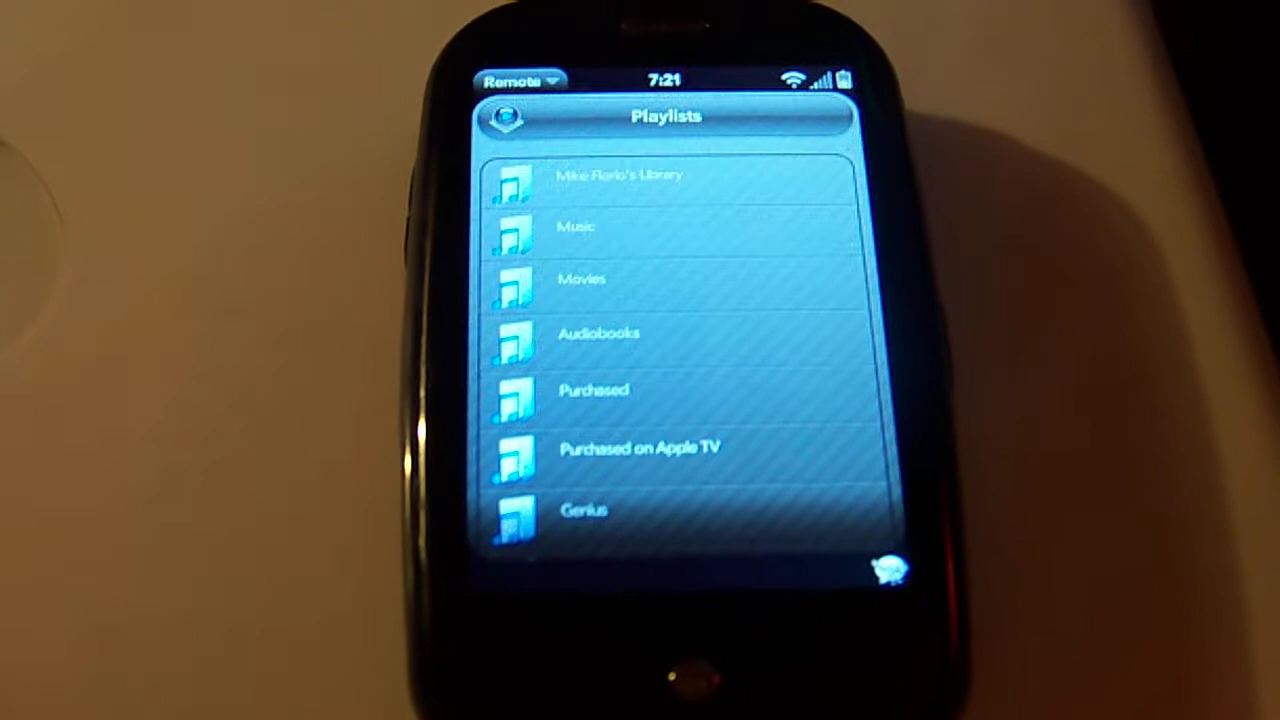 Remote
7:21
Playlists
Mike Florio's Library
Music
Movies
Audiobooks
Purchased
Purchased on Apple TV
Genius